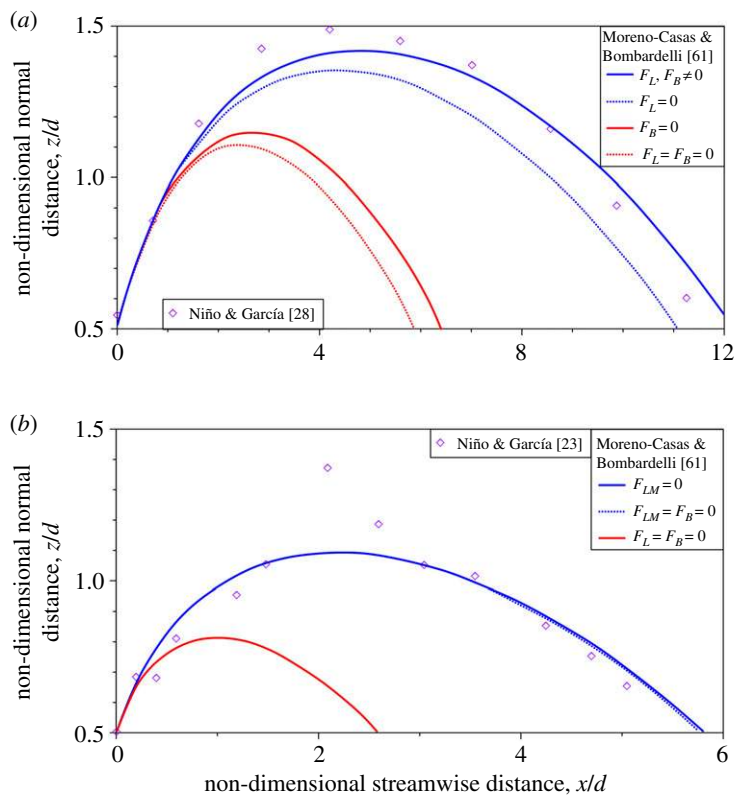 (a)
1.5
1.0
0.5
non-dimensional normal
distance, z/d
Moreno-Casas &
Bombardelli [61]
F_L, F_B≠0
F_L=0
F_B=0
F_L=F_B=0
Niño & García [28]
0
4
8
12
(b)
1.5
1.0
0.5
non-dimensional normal
distance, z/d
Niño & García [23]
Moreno-Casas &
Bombardelli [61]
F_LM=0
F_LM=F_B=0
F_L=F_B=0
0
2
4
6
non-dimensional streamwise distance, x/d